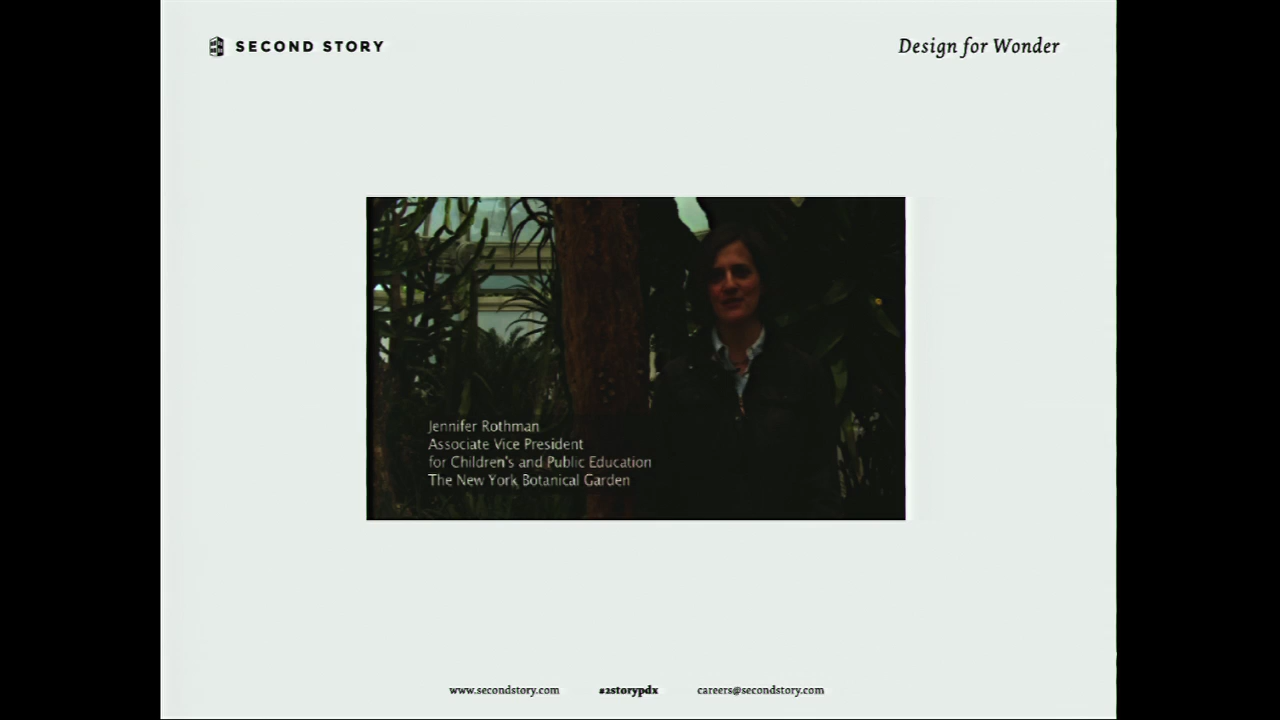 SECOND STORY
Design for Wonder
Jennifer Rothman
Associate Vice President
for Children's and Public Education
The New York Botanical Garden
www.secondstory.com
#2storypdx
careers@secondstory.com